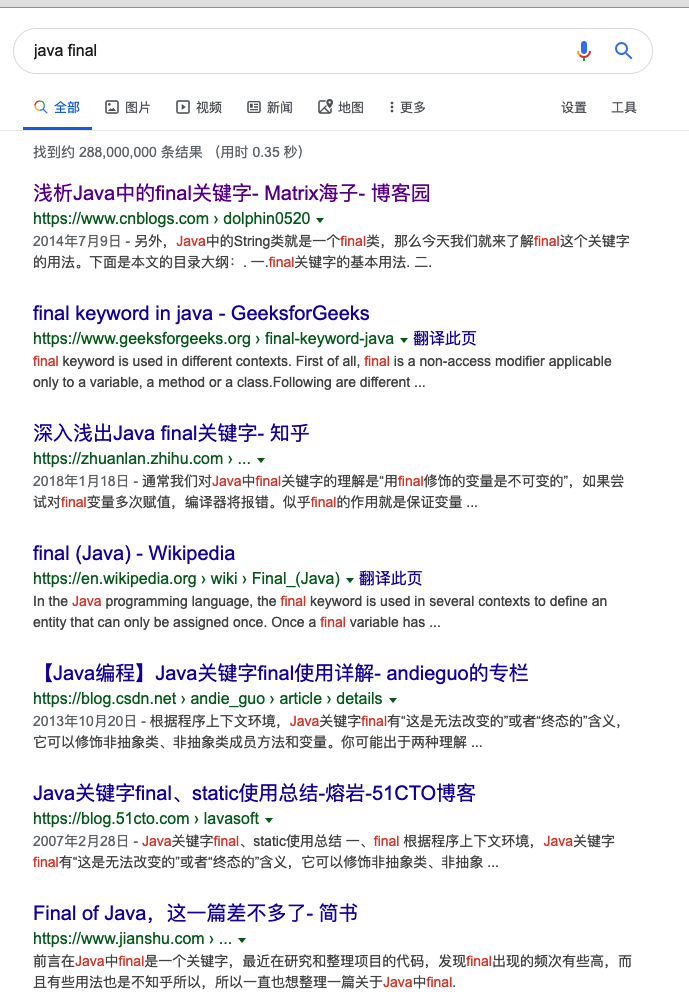 java final
全部 图片 视频 新闻 地图 更多 设置 工具
找到约 288,000,000 条结果 （用时 0.35 秒）
浅析Java中的final关键字- Matrix海子- 博客园
https://www.cnblogs.com › dolphin0520
2014年7月9日 - 另外，Java中的String类就是一个final类，那么今天我们就来了解final这个关键字
的用法。下面是本文的目录大纲：. 一.final关键字的基本用法. 二.
final keyword in java - GeeksforGeeks
https://www.geeksforgeeks.org › final-keyword-java 翻译此页
final keyword is used in different contexts. First of all, final is a non-access modifier applicable
only to a variable, a method or a class.Following are different ...
深入浅出Java final关键字- 知乎
https://zhuanlan.zhihu.com › ...
2018年1月18日 - 通常我们对Java中final关键字的理解是“用final修饰的变量是不可变的”，如果尝
试对final变量多次赋值，编译器将报错。似乎final的作用就是保证变量 ...
final (Java) - Wikipedia
https://en.wikipedia.org › wiki › Final_(Java) 翻译此页
In the Java programming language, the final keyword is used in several contexts to define an
entity that can only be assigned once. Once a final variable has ...
【Java编程】Java关键字final使用详解- andieguo的专栏
https://blog.csdn.net › andie_guo › article › details
2013年10月20日 - 根据程序上下文环境，Java关键字final有“这是无法改变的”或者“终态的”含义，
它可以修饰非抽象类、非抽象类成员方法和变量。你可能出于两种理解 ...
Java关键字final、static使用总结-熔岩-51CTO博客
https://blog.51cto.com › lavasoft
2007年2月28日 - Java关键字final、static使用总结 一、final 根据程序上下文环境，Java关键字
final有“这是无法改变的”或者“终态的”含义，它可以修饰非抽象类、非抽象 ...
Final of Java，这一篇差不多了- 简书
https://www.jianshu.com › ...
前言在Java中final是一个关键字，最近在研究和整理项目的代码，发现final出现的频次有些高，而
且有些用法也是不知乎所以，所以一直也想整理一篇关于Java中final.